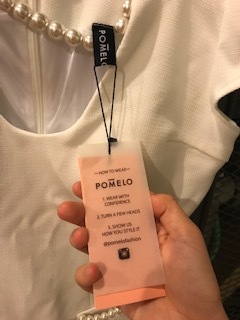 POMELO
— HOW TO WEAR —
POMELO
1. WEAR WITH
CONFIDENCE
2. TURN A FEW HEADS
3. SHOW US
HOW YOU STYLE IT
@pomelofashion